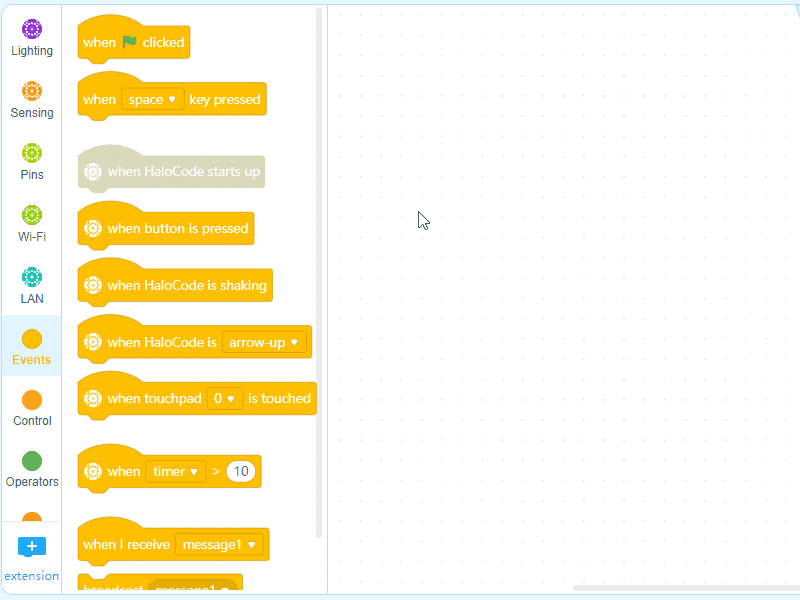 Lighting
Sensing
Pins
Wi-Fi
LAN
Events
Control
Operators
+
extension
when clicked
when space ▼ key pressed
when HaloCode starts up
when button is pressed
when HaloCode is shaking
when HaloCode is arrow-up ▼
when touchpad 0 ▼ is touched
when timer ▼ > 10
when I receive message1 ▼
broadcast message1 ▼